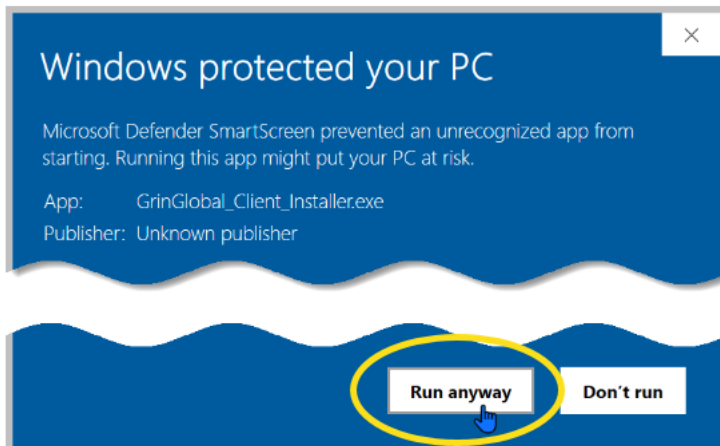 Windows protected your PC
Microsoft Defender SmartScreen prevented an unrecognized app from
starting. Running this app might put your PC at risk.
App: GrinGlobal_Client_Installer.exe
Publisher: Unknown publisher
Run anyway Don't run